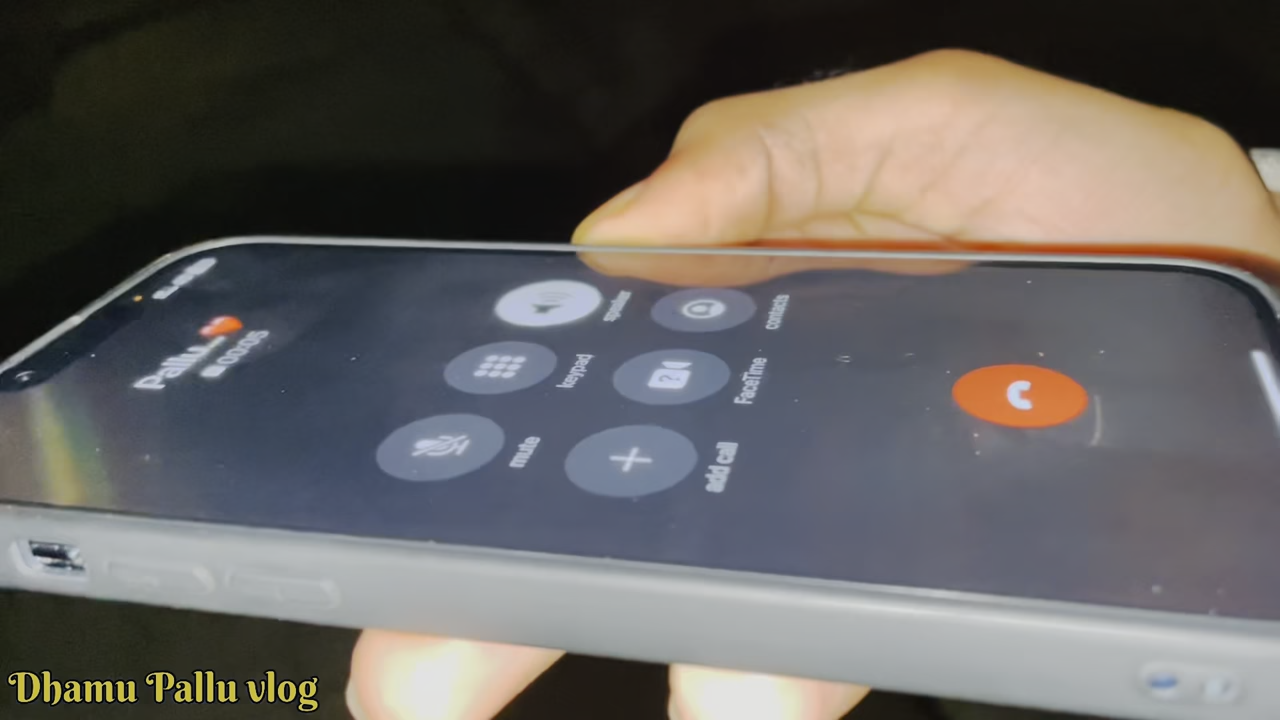 Pallu
00:05
speaker
contacts
keypad
FaceTime
mute
add call
Dhamu Pallu vlog